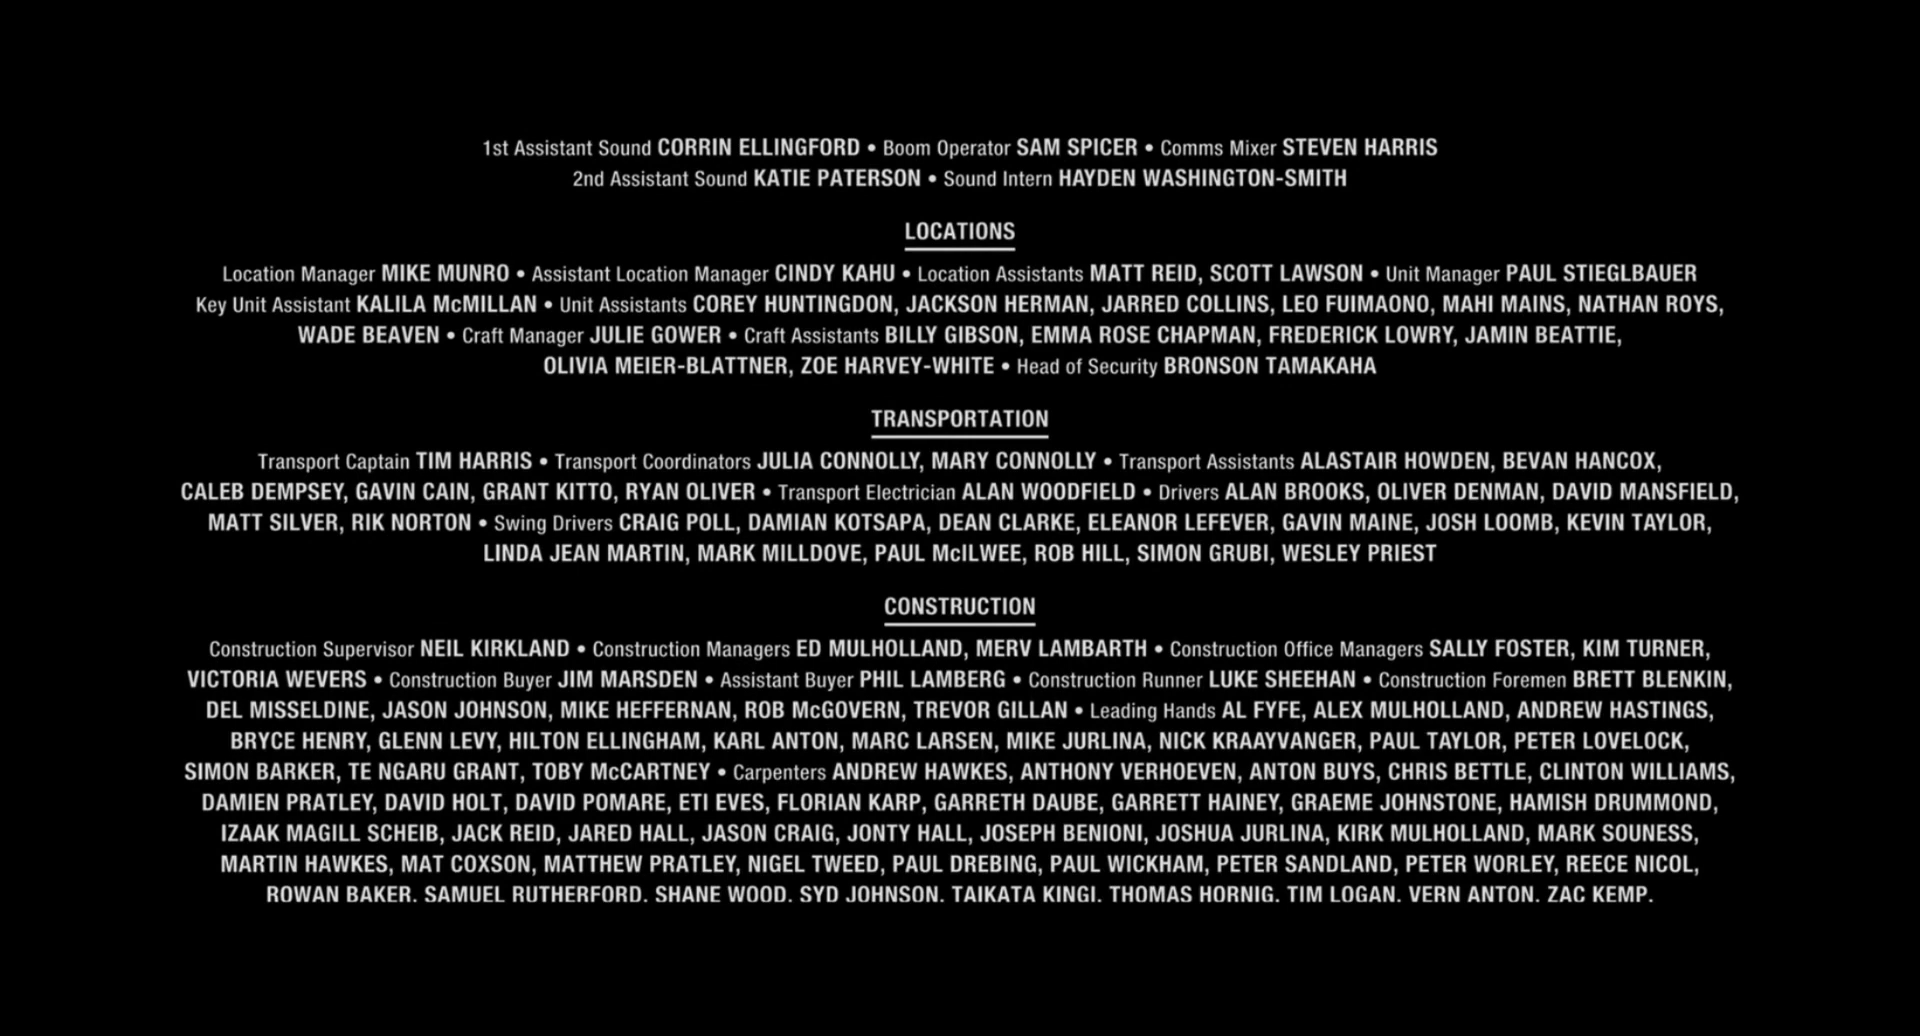 1st Assistant Sound CORRIN ELLINGFORD • Boom Operator SAM SPICER • Comms Mixer STEVEN HARRIS
2nd Assistant Sound KATIE PATERSON • Sound Intern HAYDEN WASHINGTON-SMITH
LOCATIONS
Location Manager MIKE MUNRO • Assistant Location Manager CINDY KAHU • Location Assistants MATT REID, SCOTT LAWSON • Unit Manager PAUL STIEGLBAUER
Key Unit Assistant KALILA McMILLAN • Unit Assistants COREY HUNTINGDON, JACKSON HERMAN, JARRED COLLINS, LEO FUIMAONO, MAHI MAINS, NATHAN ROYS,
WADE BEAVEN • Craft Manager JULIE GOWER • Craft Assistants BILLY GIBSON, EMMA ROSE CHAPMAN, FREDERICK LOWRY, JAMIN BEATTIE,
OLIVIA MEIER-BLATTNER, ZOE HARVEY-WHITE • Head of Security BRONSON TAMAKAHA
TRANSPORTATION
Transport Captain TIM HARRIS • Transport Coordinators JULIA CONNOLLY, MARY CONNOLLY • Transport Assistants ALASTAIR HOWDEN, BEVAN HANCOX,
CALEB DEMPSEY, GAVIN CAIN, GRANT KITTO, RYAN OLIVER • Transport Electrician ALAN WOODFIELD • Drivers ALAN BROOKS, OLIVER DENMAN, DAVID MANSFIELD,
MATT SILVER, RIK NORTON • Swing Drivers CRAIG POLL, DAMIAN KOTSAPA, DEAN CLARKE, ELEANOR LEFEVER, GAVIN MAINE, JOSH LOOMB, KEVIN TAYLOR,
LINDA JEAN MARTIN, MARK MILLDOVE, PAUL McILWEE, ROB HILL, SIMON GRUBI, WESLEY PRIEST
CONSTRUCTION
Construction Supervisor NEIL KIRKLAND • Construction Managers ED MULHOLLAND, MERV LAMBARTH • Construction Office Managers SALLY FOSTER, KIM TURNER,
VICTORIA WEVERS • Construction Buyer JIM MARSDEN • Assistant Buyer PHIL LAMBERG • Construction Runner LUKE SHEEHAN • Construction Foremen BRETT BLENKIN,
DEL MISSELDINE, JASON JOHNSON, MIKE HEFFERNAN, ROB McGOVERN, TREVOR GILLAN • Leading Hands AL FYFE, ALEX MULHOLLAND, ANDREW HASTINGS,
BRYCE HENRY, GLENN LEVY, HILTON ELLINGHAM, KARL ANTON, MARC LARSEN, MIKE JURLINA, NICK KRAAYVANGER, PAUL TAYLOR, PETER LOVELOCK,
SIMON BARKER, TE NGARU GRANT, TOBY McCARTNEY • Carpenters ANDREW HAWKES, ANTHONY VERHOEVEN, ANTON BUYS, CHRIS BETTLE, CLINTON WILLIAMS,
DAMIEN PRATLEY, DAVID HOLT, DAVID POMARE, ETI EVES, FLORIAN KARP, GARRETH DAUBE, GARRETT HAINEY, GRAEME JOHNSTONE, HAMISH DRUMMOND,
IZAAK MAGILL SCHEIB, JACK REID, JARED HALL, JASON CRAIG, JONTY HALL, JOSEPH BENIONI, JOSHUA JURLINA, KIRK MULHOLLAND, MARK SOUNESS,
MARTIN HAWKES, MAT COXSON, MATTHEW PRATLEY, NIGEL TWEED, PAUL DREBING, PAUL WICKHAM, PETER SANDLAND, PETER WORLEY, REECE NICOL,
ROWAN BAKER, SAMUEL RUTHERFORD, SHANE WOOD, SYD JOHNSON, TAIKATA KINGI, THOMAS HORNIG, TIM LOGAN, VERN ANTON, ZAC KEMP,